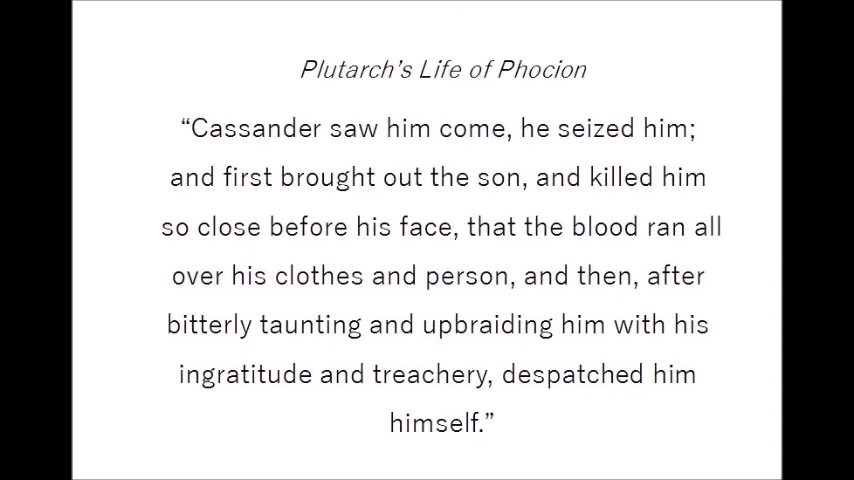 Plutarch’s Life of Phocion
“Cassander saw him come, he seized him;
and first brought out the son, and killed him
so close before his face, that the blood ran all
over his clothes and person, and then, after
bitterly taunting and upbraiding him with his
ingratitude and treachery, despatched him
himself.”